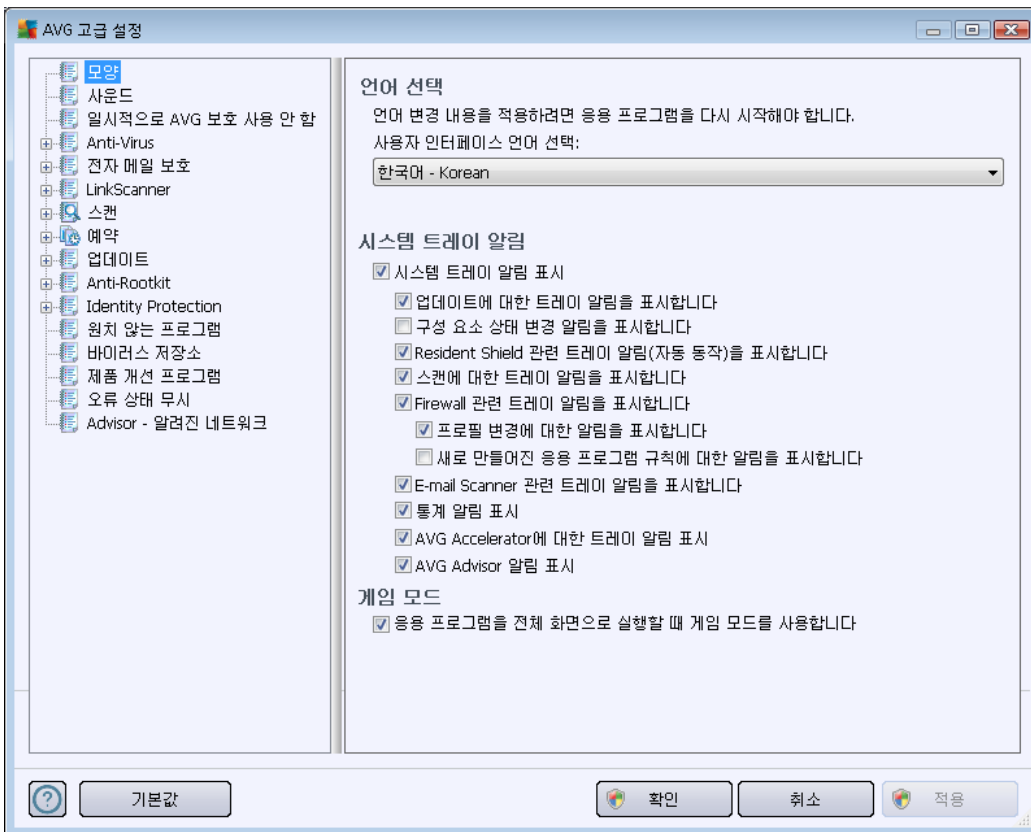 AVG 고급 설정
모양
사운드
일시적으로 AVG 보호 사용 안 함
Anti-Virus
전자 메일 보호
LinkScanner
스캔
예약
업데이트
Anti-Rootkit
Identity Protection
원치 않는 프로그램
바이러스 저장소
제품 개선 프로그램
오류 상태 무시
Advisor - 알려진 네트워크
언어 선택
언어 변경 내용을 적용하려면 응용 프로그램을 다시 시작해야 합니다.
사용자 인터페이스 언어 선택:
한국어 - Korean
시스템 트레이 알림
시스템 트레이 알림 표시
업데이트에 대한 트레이 알림을 표시합니다
구성 요소 상태 변경 알림을 표시합니다
Resident Shield 관련 트레이 알림(자동 동작)을 표시합니다
스캔에 대한 트레이 알림을 표시합니다
Firewall 관련 트레이 알림을 표시합니다
프로필 변경에 대한 알림을 표시합니다
새로 만들어진 응용 프로그램 규칙에 대한 알림을 표시합니다
E-mail Scanner 관련 트레이 알림을 표시합니다
통계 알림 표시
AVG Accelerator에 대한 트레이 알림 표시
AVG Advisor 알림 표시
게임 모드
응용 프로그램을 전체 화면으로 실행할 때 게임 모드를 사용합니다
? 기본값 확인 취소 적용